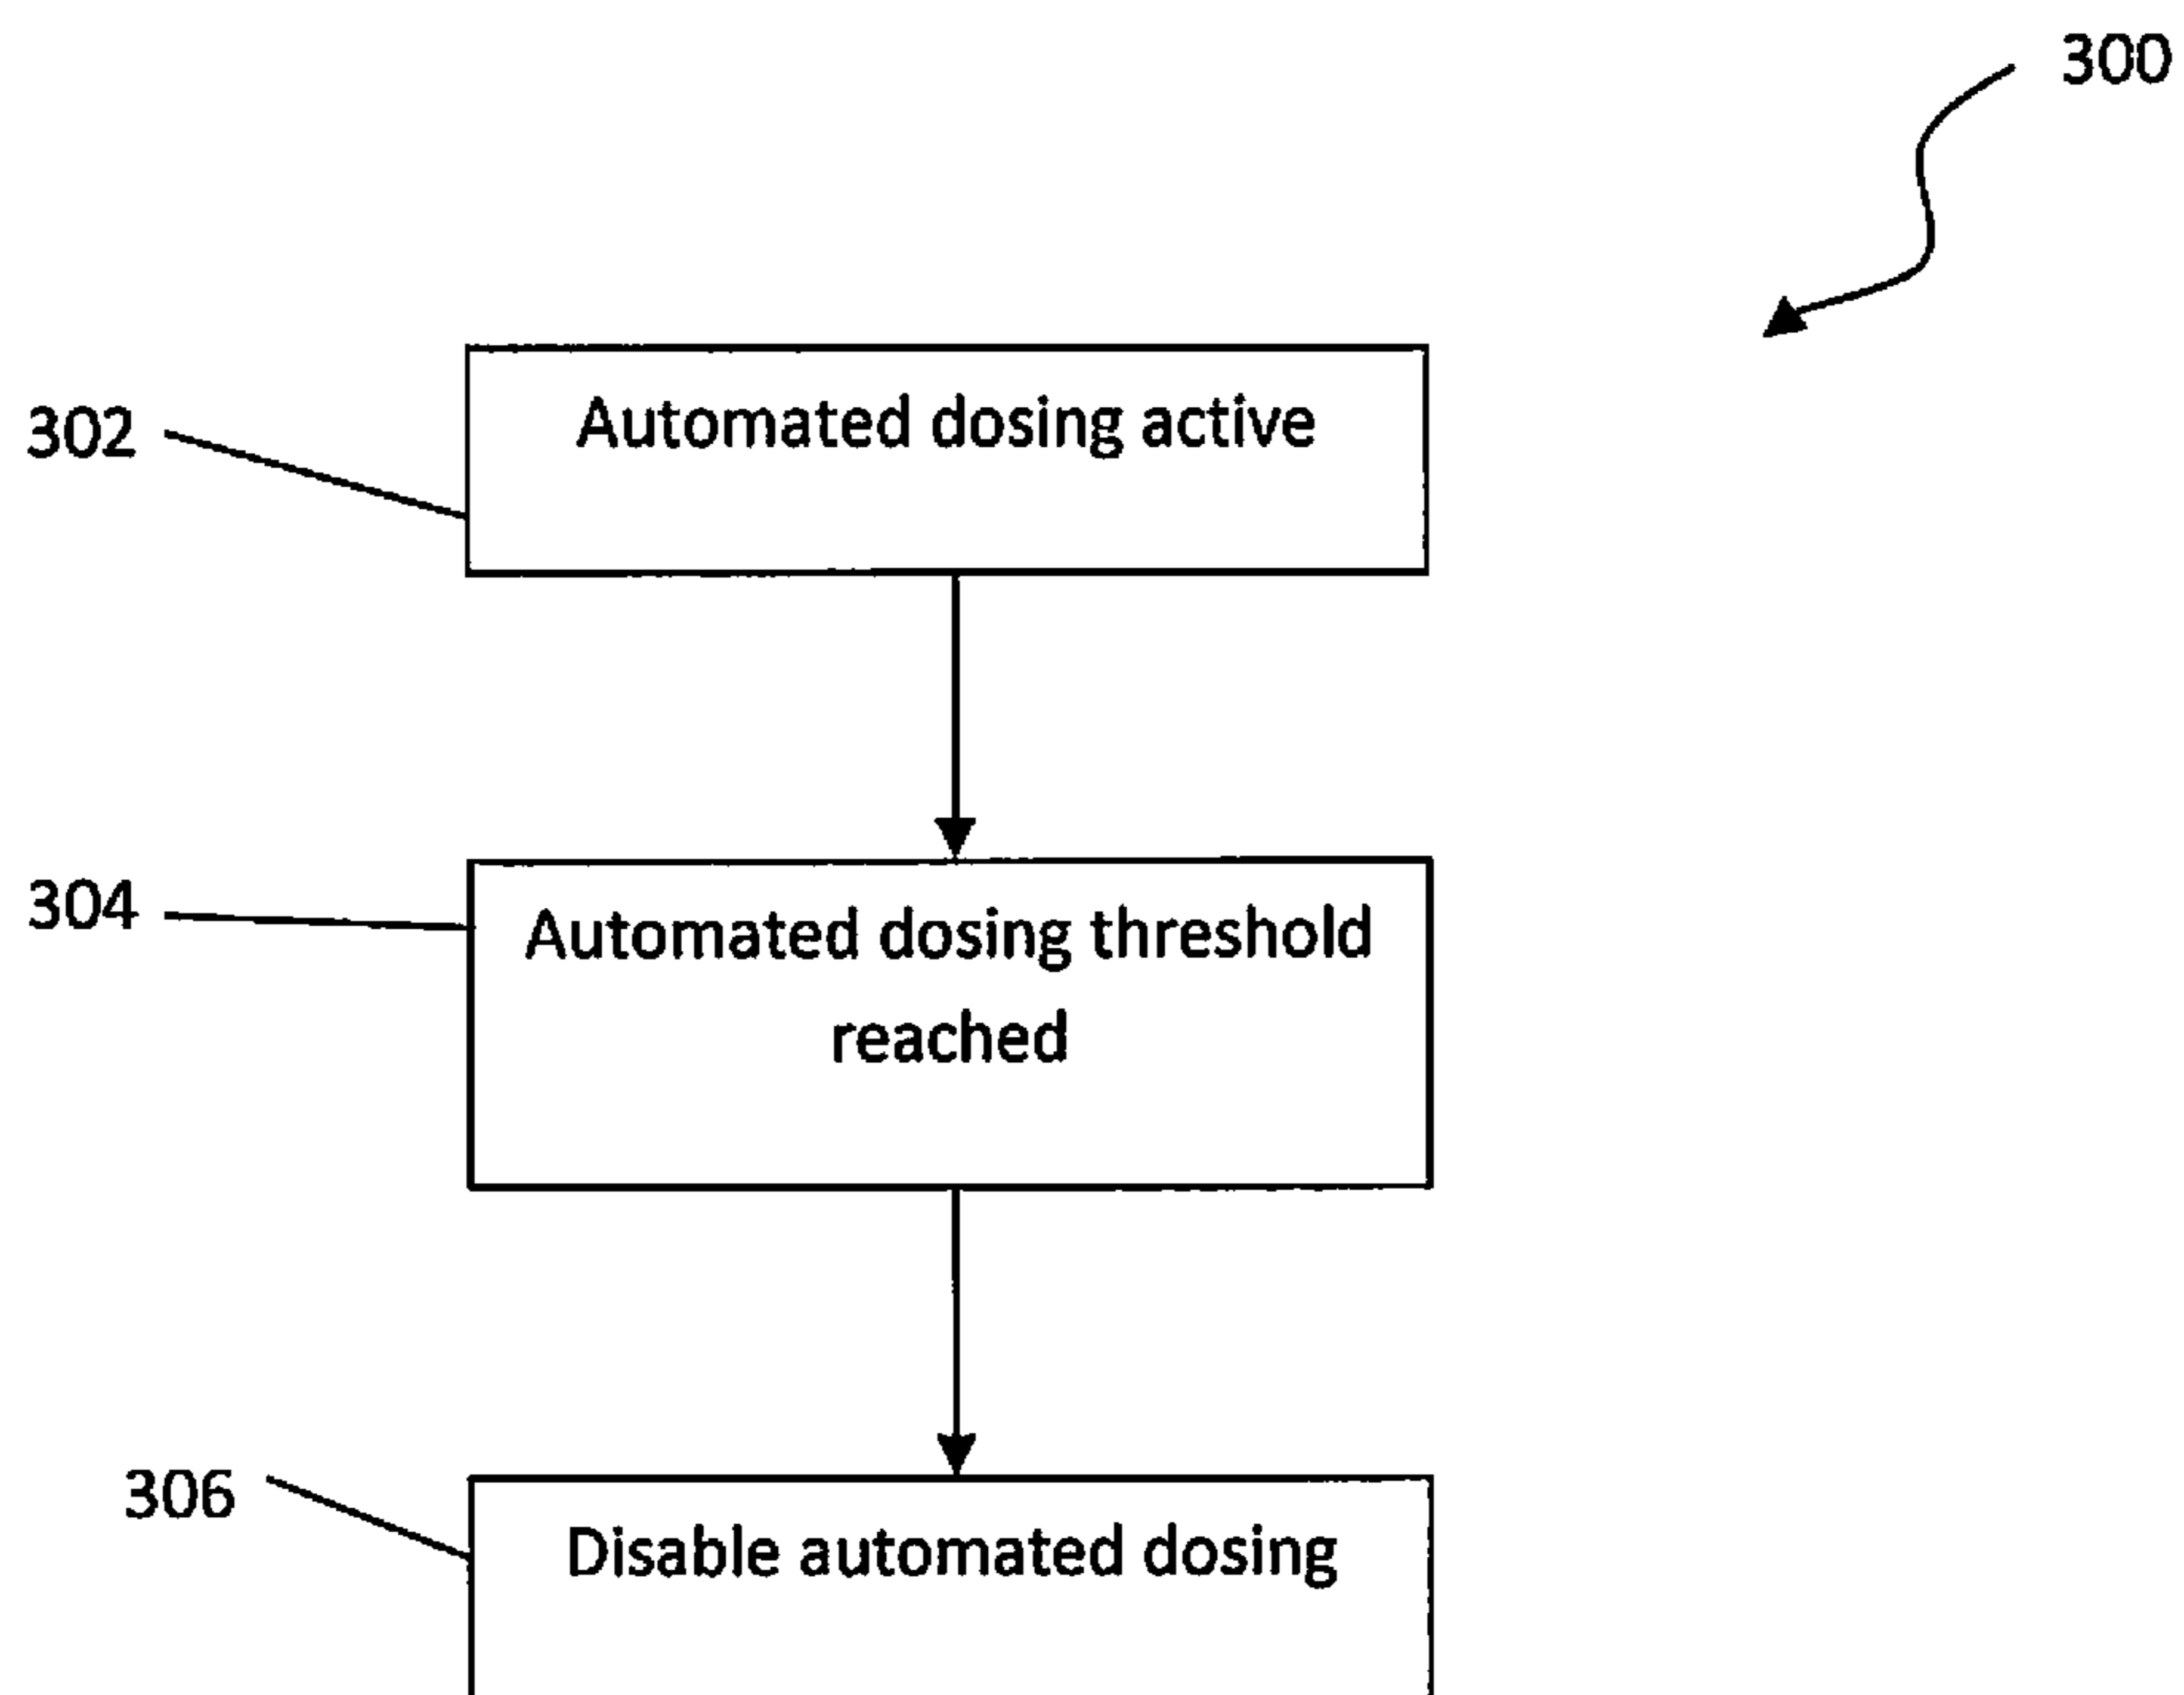 300
302
Automated dosing active
304
Automated dosing threshold
reached
306
Disable automated dosing